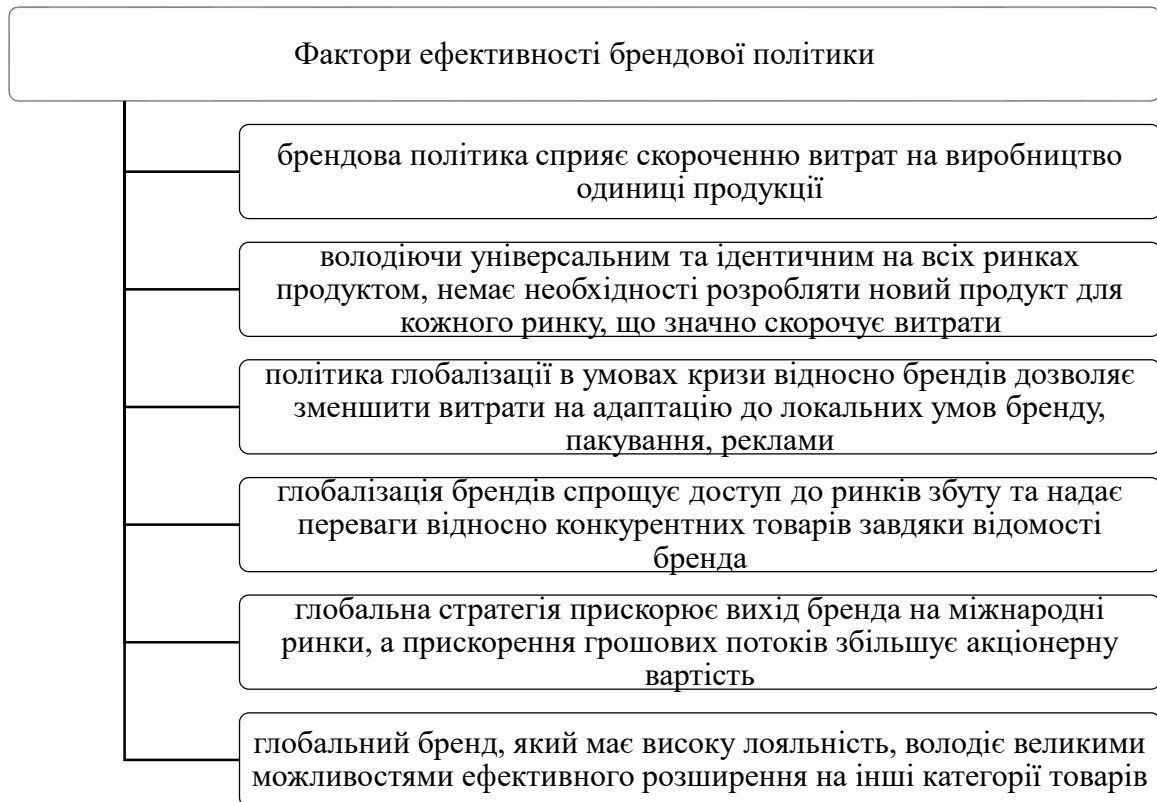 Фактори ефективності брендової політики
брендова політика сприяє скороченню витрат на виробництво
одиниці продукції
володіючи універсальним та ідентичним на всіх ринках
продуктом, немає необхідності розробляти новий продукт для
кожного ринку, що значно скорочує витрати
політика глобалізації в умовах кризи відносно брендів дозволяє
зменшити витрати на адаптацію до локальних умов бренду,
пакування, реклами
глобалізація брендів спрощує доступ до ринків збуту та надає
переваги відносно конкурентних товарів завдяки відомості
бренда
глобальна стратегія прискорює вихід бренда на міжнародні
ринки, а прискорення грошових потоків збільшує акціонерну
вартість
глобальний бренд, який має високу лояльність, володіє великими
можливостями ефективного розширення на інші категорії товарів